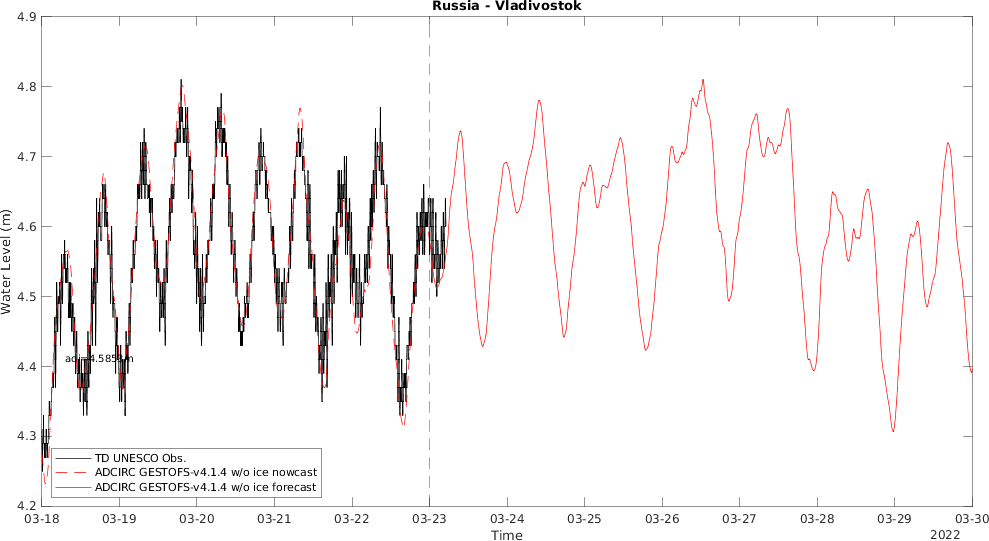 Russia - Vladivostok
4.9
4.8
4.7
4.6
4.5
4.4
4.3
4.2
Water Level (m)
TD UNESCO Obs.
ADCIRC GESTOFS-v4.1.4 w/o ice nowcast
ADCIRC GESTOFS-v4.1.4 w/o ice forecast
03-18 03-19 03-20 03-21 03-22 03-23 03-24 03-25 03-26 03-27 03-28 03-29 03-30
Time
2022